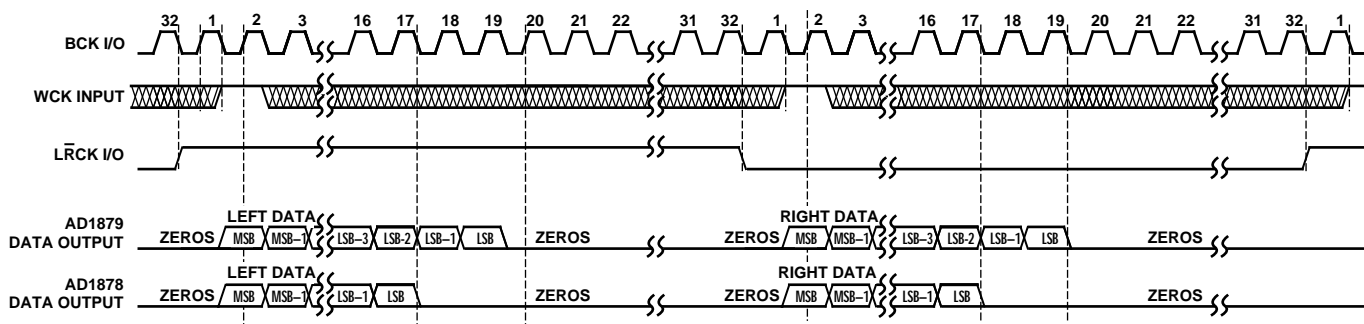 32 1 2 3 16 17 18 19 20 21 22 31 32 1 2 3 16 17 18 19 20 21 22 31 32 1
BCK I/O
WCK INPUT
LR̅CK I/O
LEFT DATA RIGHT DATA
AD1879
DATA OUTPUT
ZEROS MSB MSB–1 LSB–3 LSB-2 LSB–1 LSB ZEROS ZEROS MSB MSB–1 LSB–3 LSB-2 LSB–1 LSB ZEROS
LEFT DATA RIGHT DATA
AD1878
DATA OUTPUT
ZEROS MSB MSB–1 LSB–1 LSB ZEROS ZEROS MSB MSB–1 LSB–1 LSB ZEROS